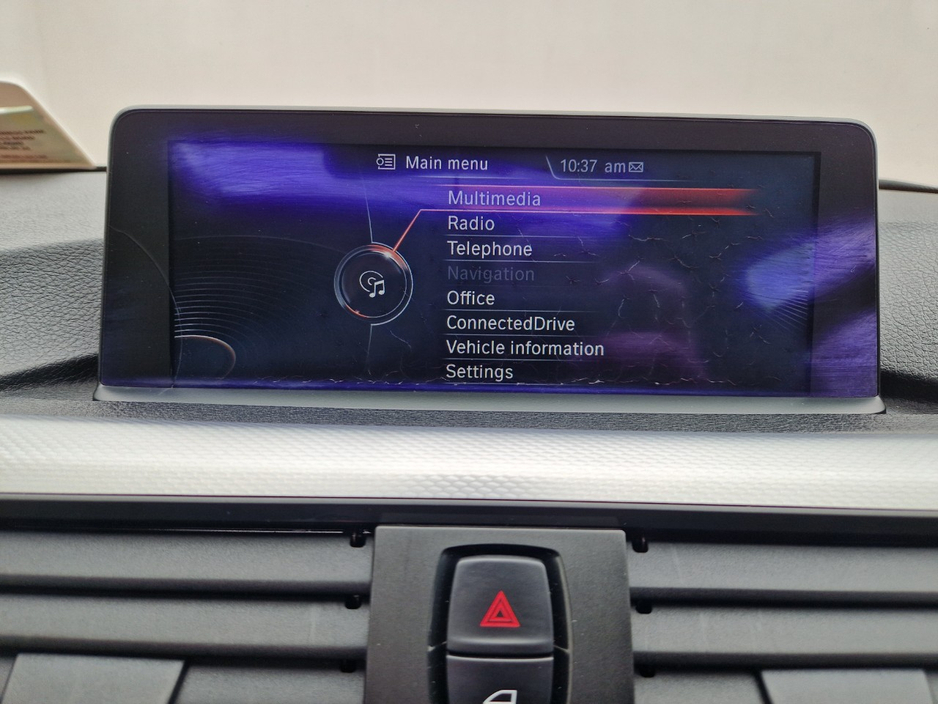 Main menu
10:37 am
Multimedia
Radio
Telephone
Navigation
Office
ConnectedDrive
Vehicle information
Settings